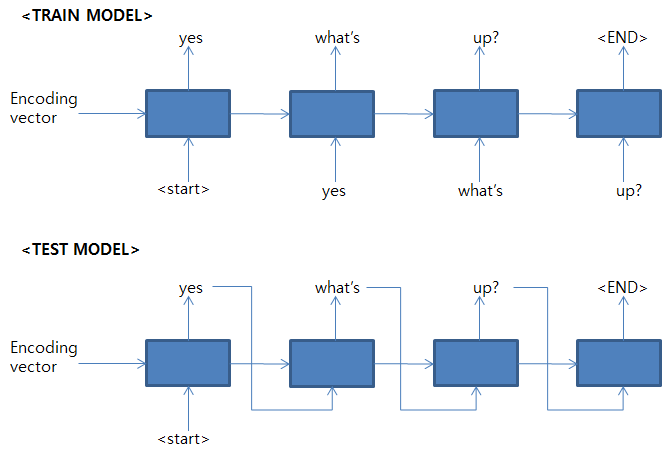 <TRAIN MODEL>
yes what's up? <END>
Encoding
vector
<start> yes what's up?
<TEST MODEL>
yes what's up? <END>
Encoding
vector
<start>